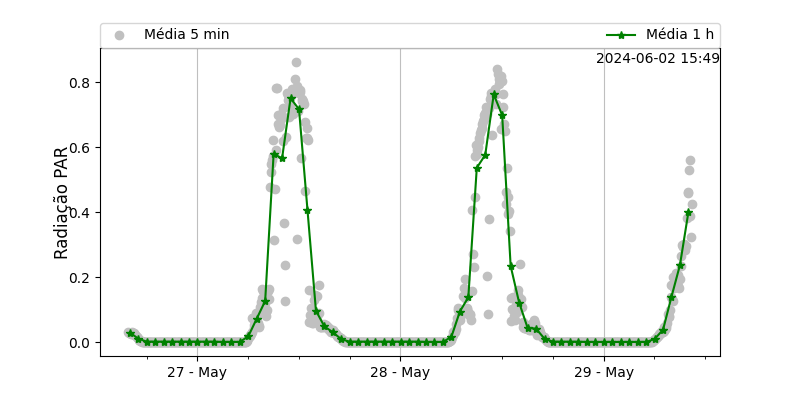 Média 5 min
Média 1 h
2024-06-02 15:49
Radiação PAR
0.8
0.6
0.4
0.2
0.0
27 - May
28 - May
29 - May